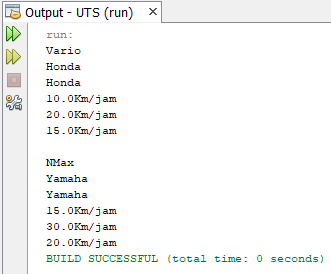 Output - UTS (run)
run:
Vario
Honda
Honda
10.0Km/jam
20.0Km/jam
15.0Km/jam
NMax
Yamaha
Yamaha
15.0Km/jam
30.0Km/jam
20.0Km/jam
BUILD SUCCESSFUL (total time: 0 seconds)